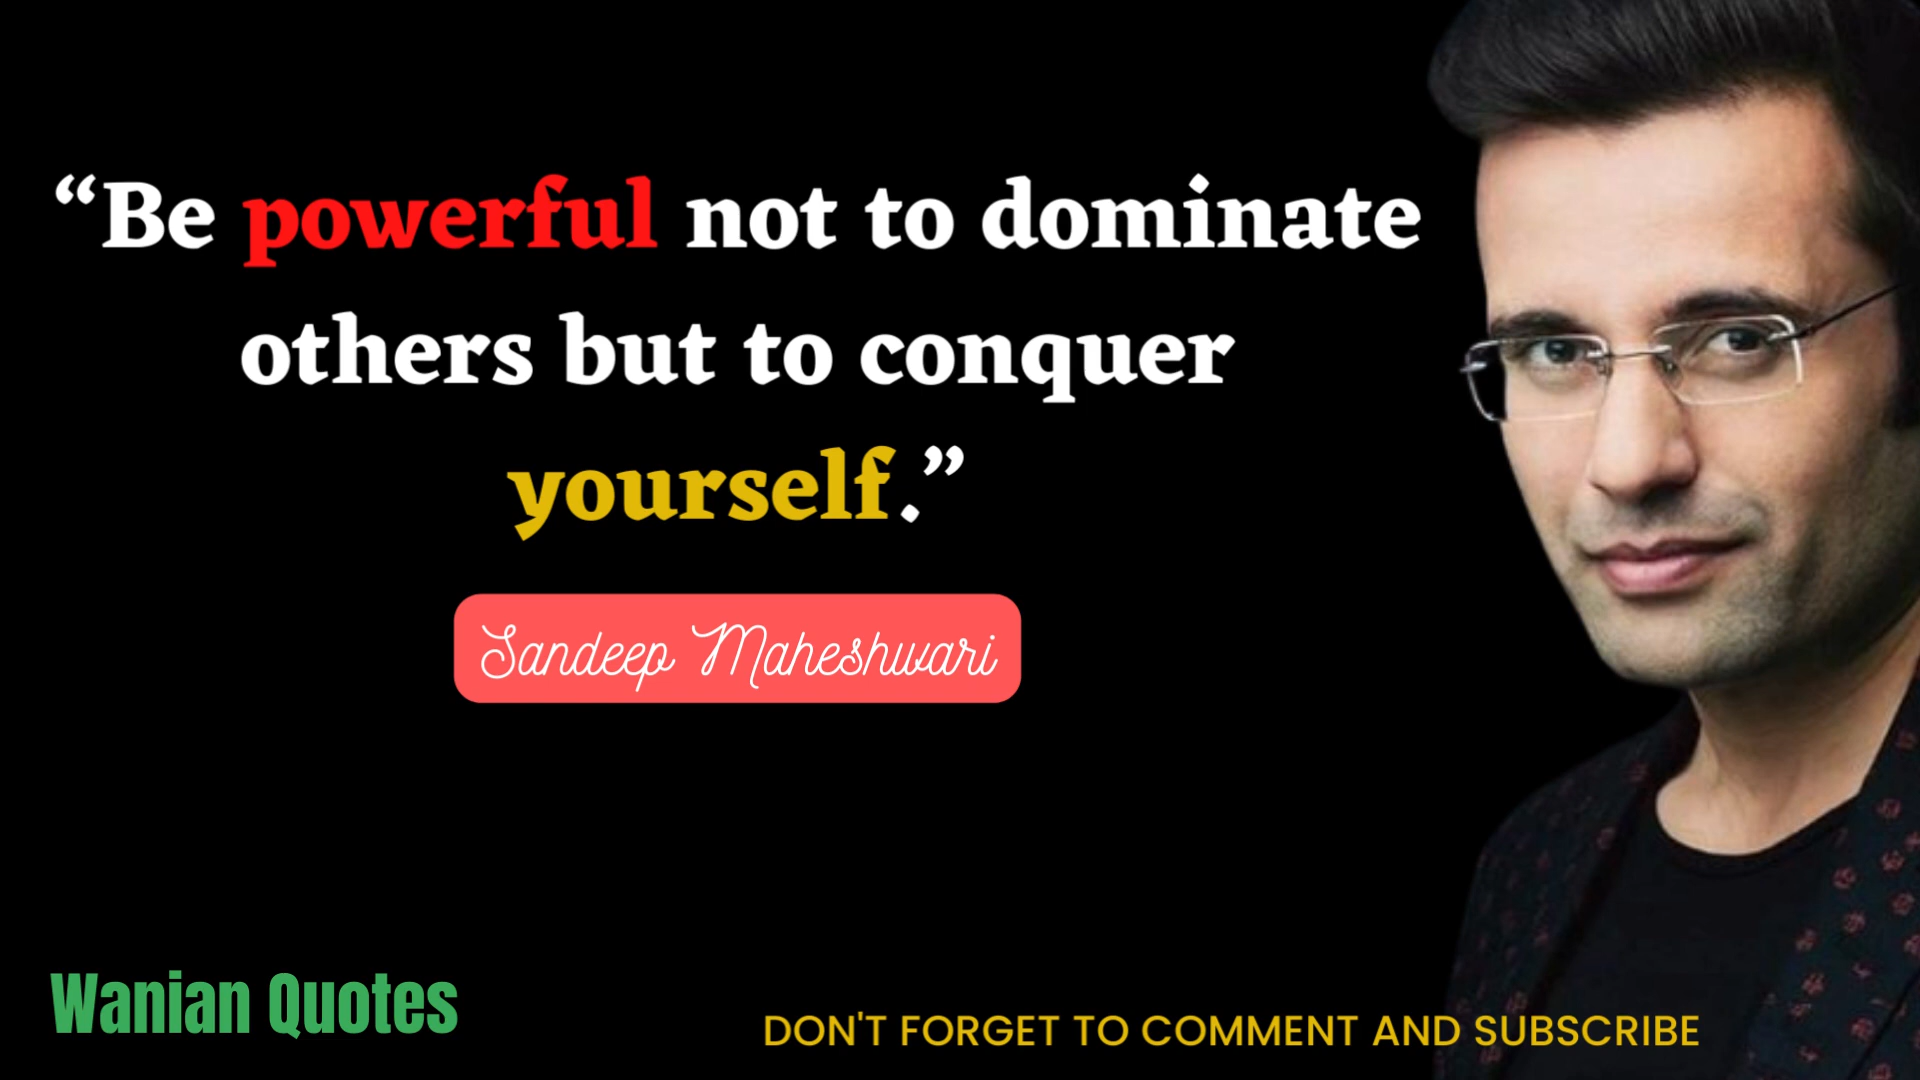 “Be powerful not to dominate
others but to conquer
yourself.”
Sandeep Maheshwari
Wanian Quotes
DON'T FORGET TO COMMENT AND SUBSCRIBE